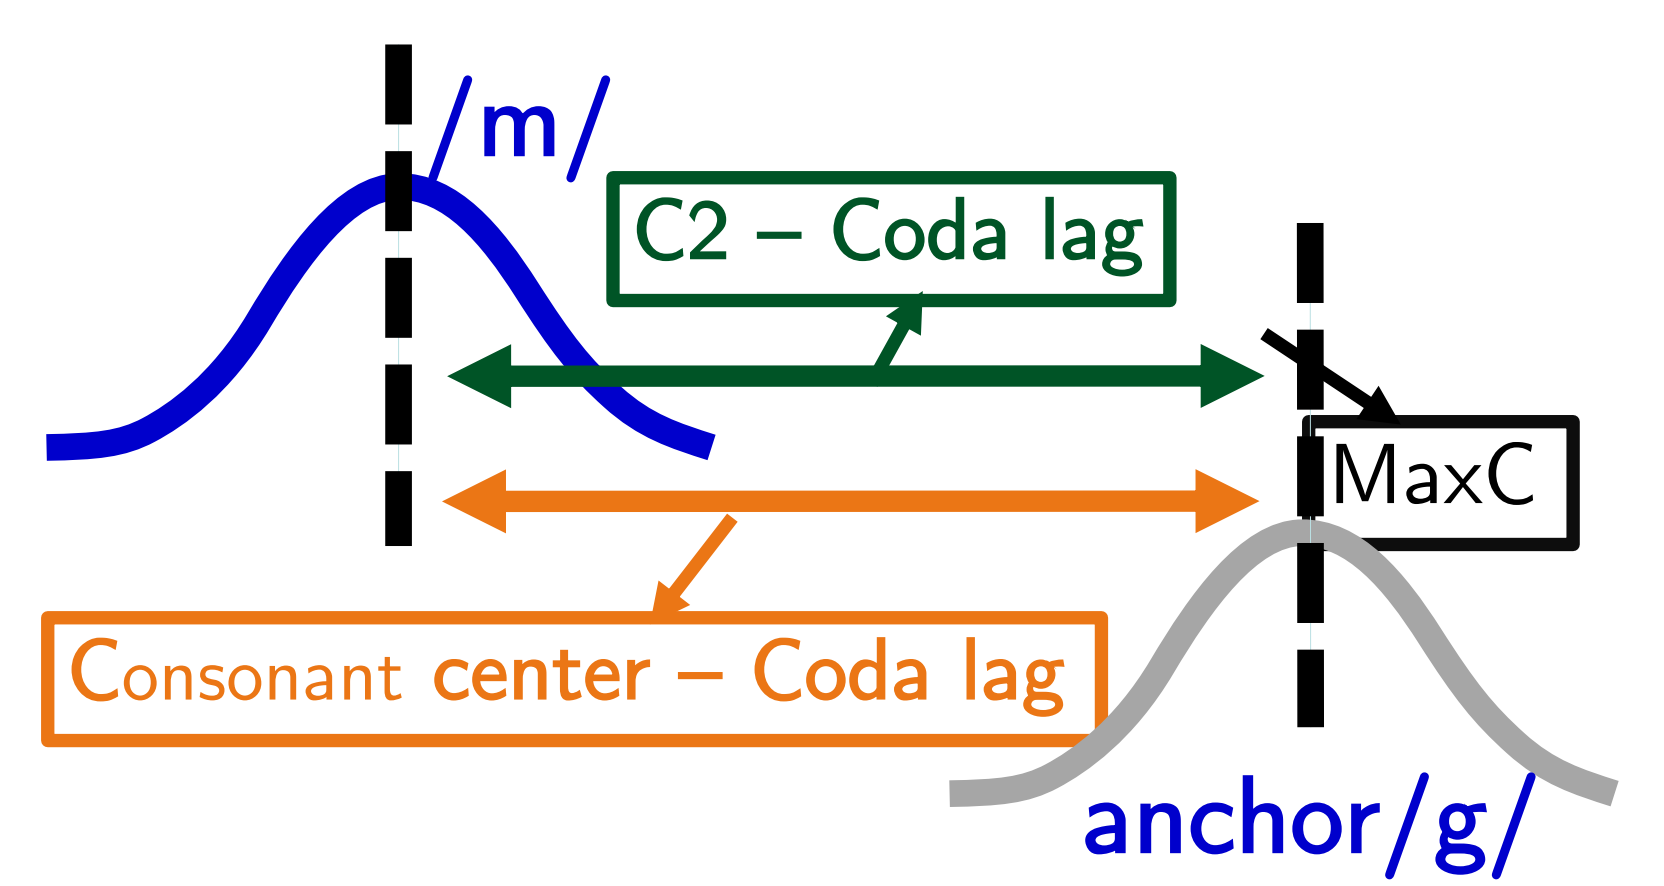 /m/
C2 – Coda lag
MaxC
Consonant center – Coda lag
anchor/g/